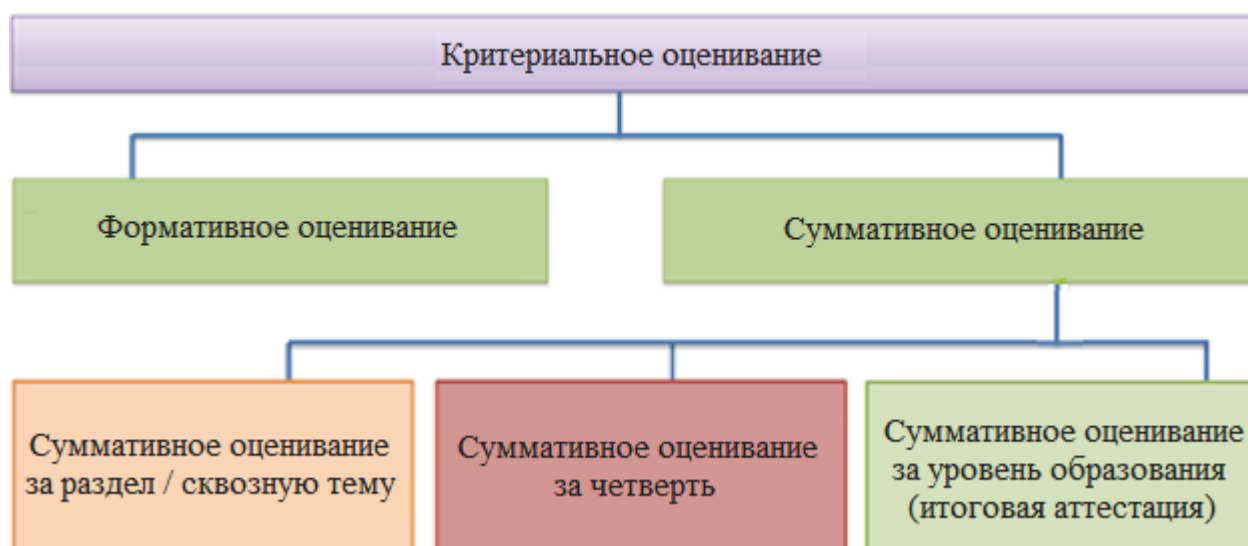 Критериальное оценивание
Формативное оценивание
Суммативное оценивание
Суммативное оценивание
за раздел / сквозную тему
Суммативное оценивание
за четверть
Суммативное оценивание
за уровень образования
(итоговая аттестация)